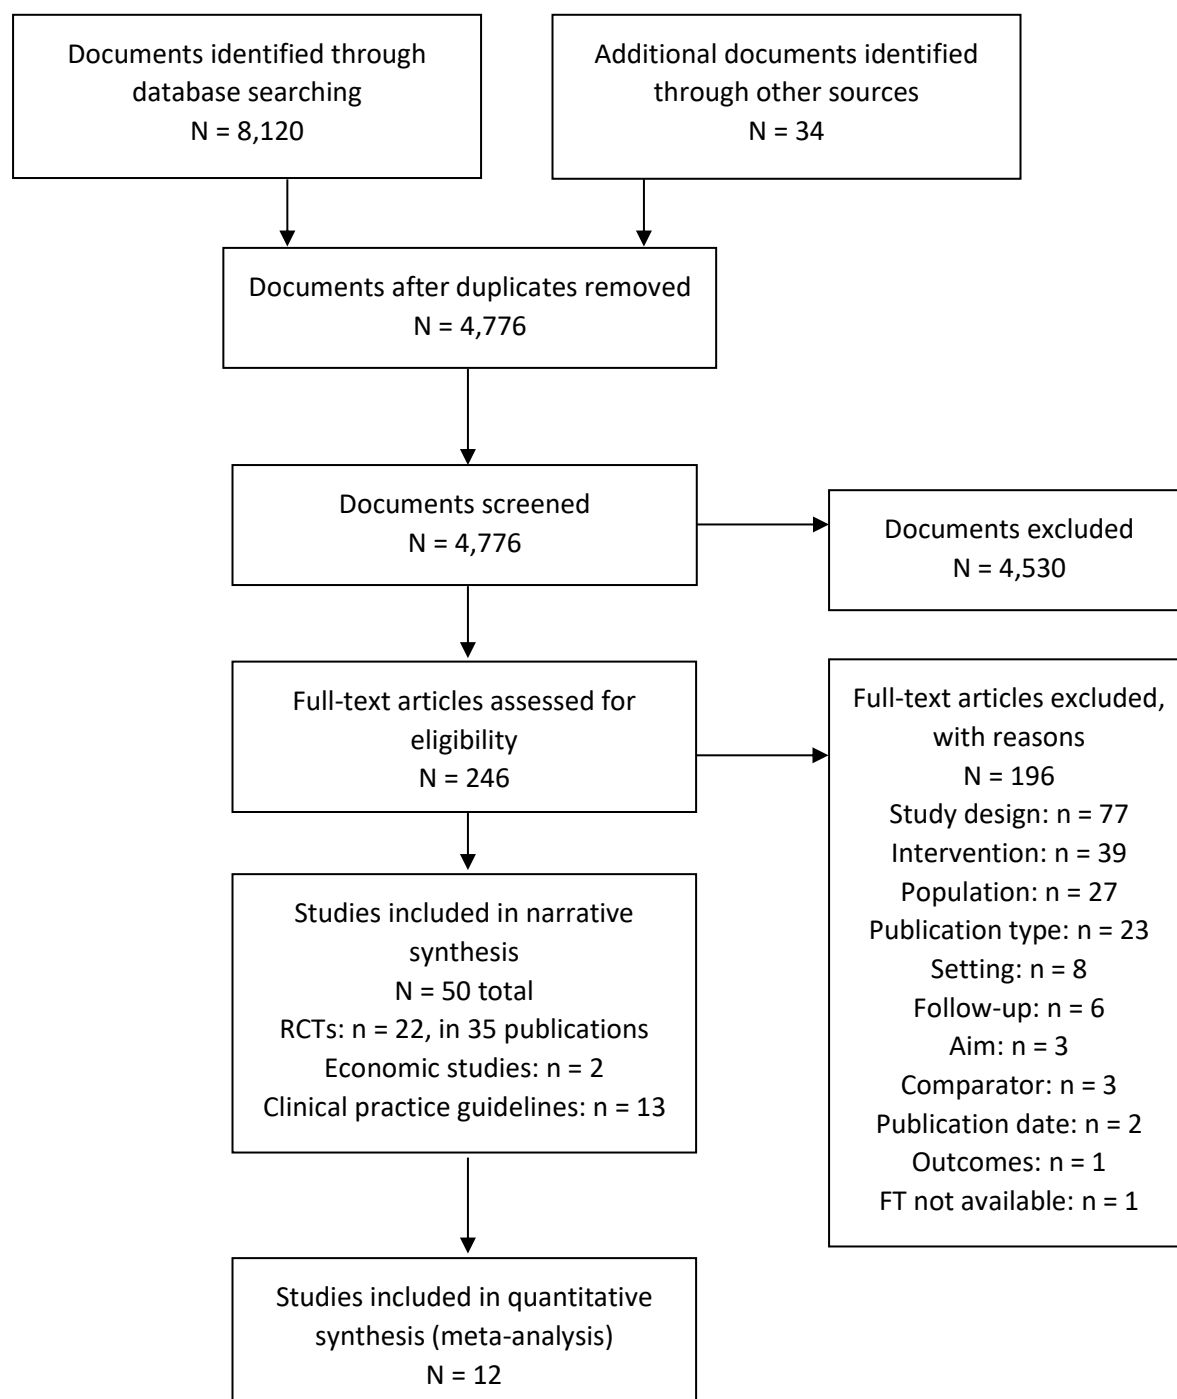 Documents identified through
database searching
N = 8,120
Additional documents identified
through other sources
N = 34
Documents after duplicates removed
N = 4,776
Documents screened
N = 4,776
Documents excluded
N = 4,530
Full-text articles assessed for
eligibility
N = 246
Full-text articles excluded,
with reasons
N = 196
Study design: n = 77
Intervention: n = 39
Population: n = 27
Publication type: n = 23
Setting: n = 8
Follow-up: n = 6
Aim: n = 3
Comparator: n = 3
Publication date: n = 2
Outcomes: n = 1
FT not available: n = 1
Studies included in narrative
synthesis
N = 50 total
RCTs: n = 22, in 35 publications
Economic studies: n = 2
Clinical practice guidelines: n = 13
Studies included in quantitative
synthesis (meta-analysis)
N = 12